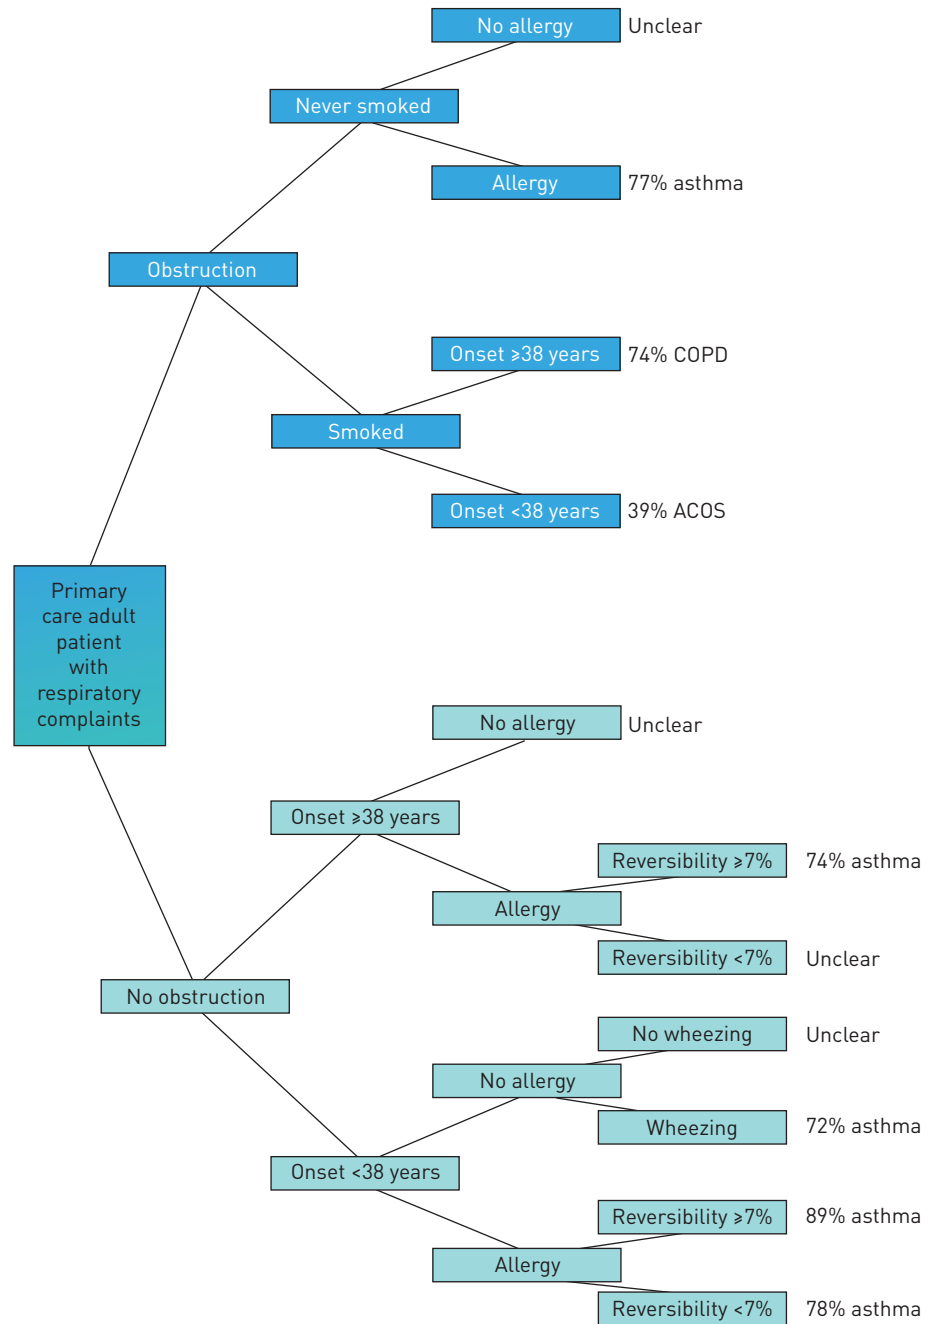 No allergy Unclear
Never smoked
Allergy 77% asthma
Obstruction
Onset ⩾38 years 74% COPD
Smoked
Onset <38 years 39% ACOS
Primary
care adult
patient
with
respiratory
complaints
No allergy Unclear
Onset ⩾38 years
Reversibility ⩾7% 74% asthma
Allergy
Reversibility <7% Unclear
No obstruction
No wheezing Unclear
No allergy
Wheezing 72% asthma
Onset <38 years
Reversibility ⩾7% 89% asthma
Allergy
Reversibility <7% 78% asthma